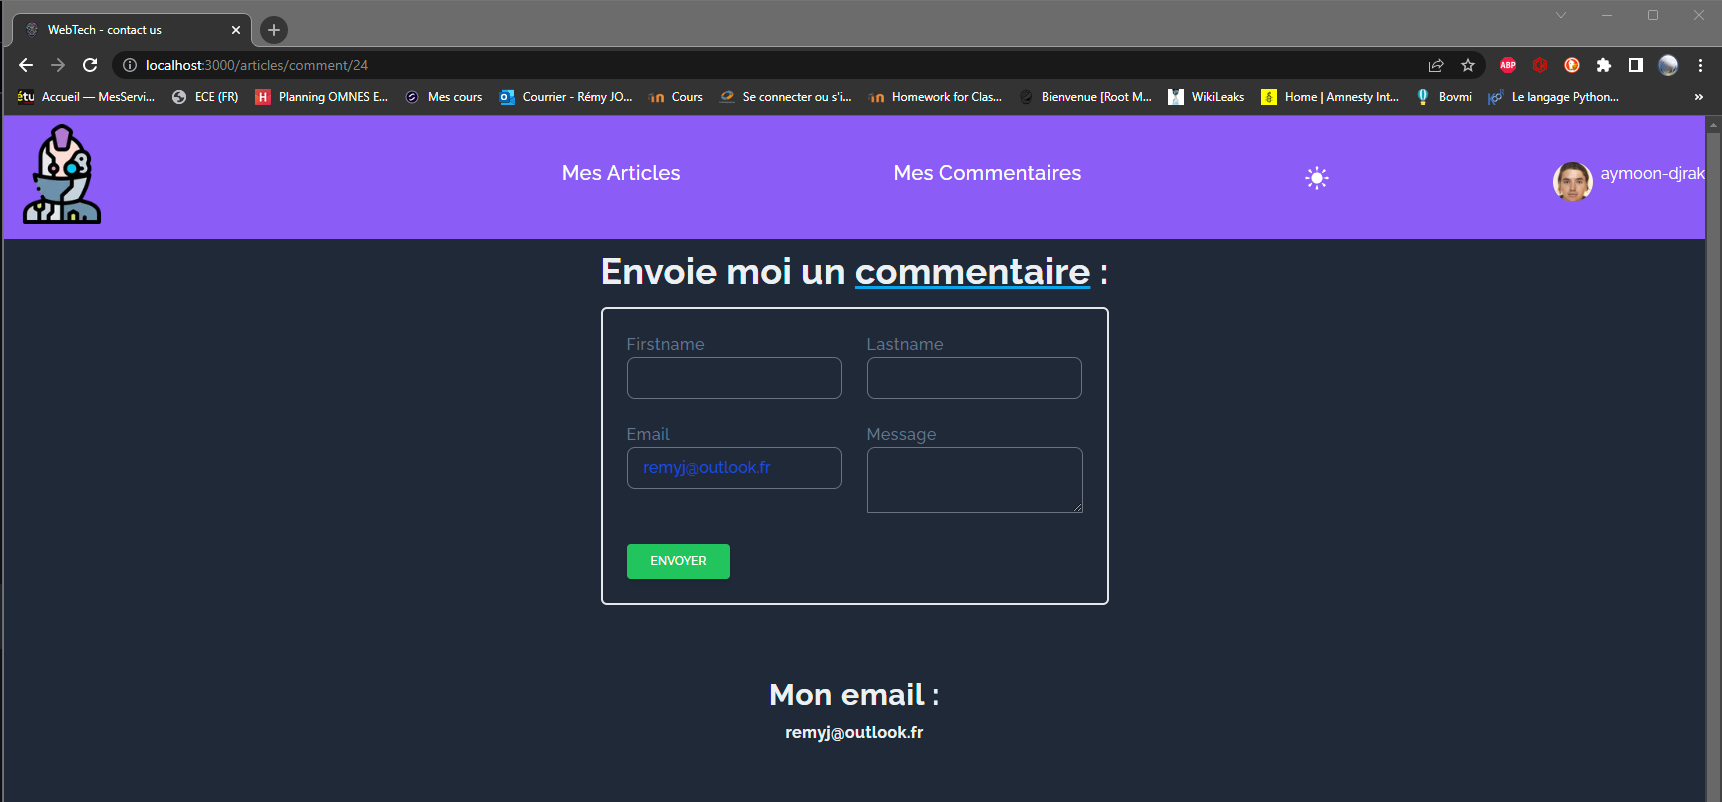 WebTech - contact us
localhost:3000/articles/comment/24
ABP
étu Accueil — MesServi... ECE (FR) H Planning OMNES E... Mes cours Courrier - Rémy JO... Cours Se connecter ou s'i... Homework for Clas... Bienvenue [Root M... WikiLeaks Home | Amnesty Int... Bovmi Le langage Python... »
Mes Articles Mes Commentaires aymoon-djrak
Envoie moi un commentaire :
Firstname Lastname
Email Message
remyj@outlook.fr
ENVOYER
Mon email :
remyj@outlook.fr